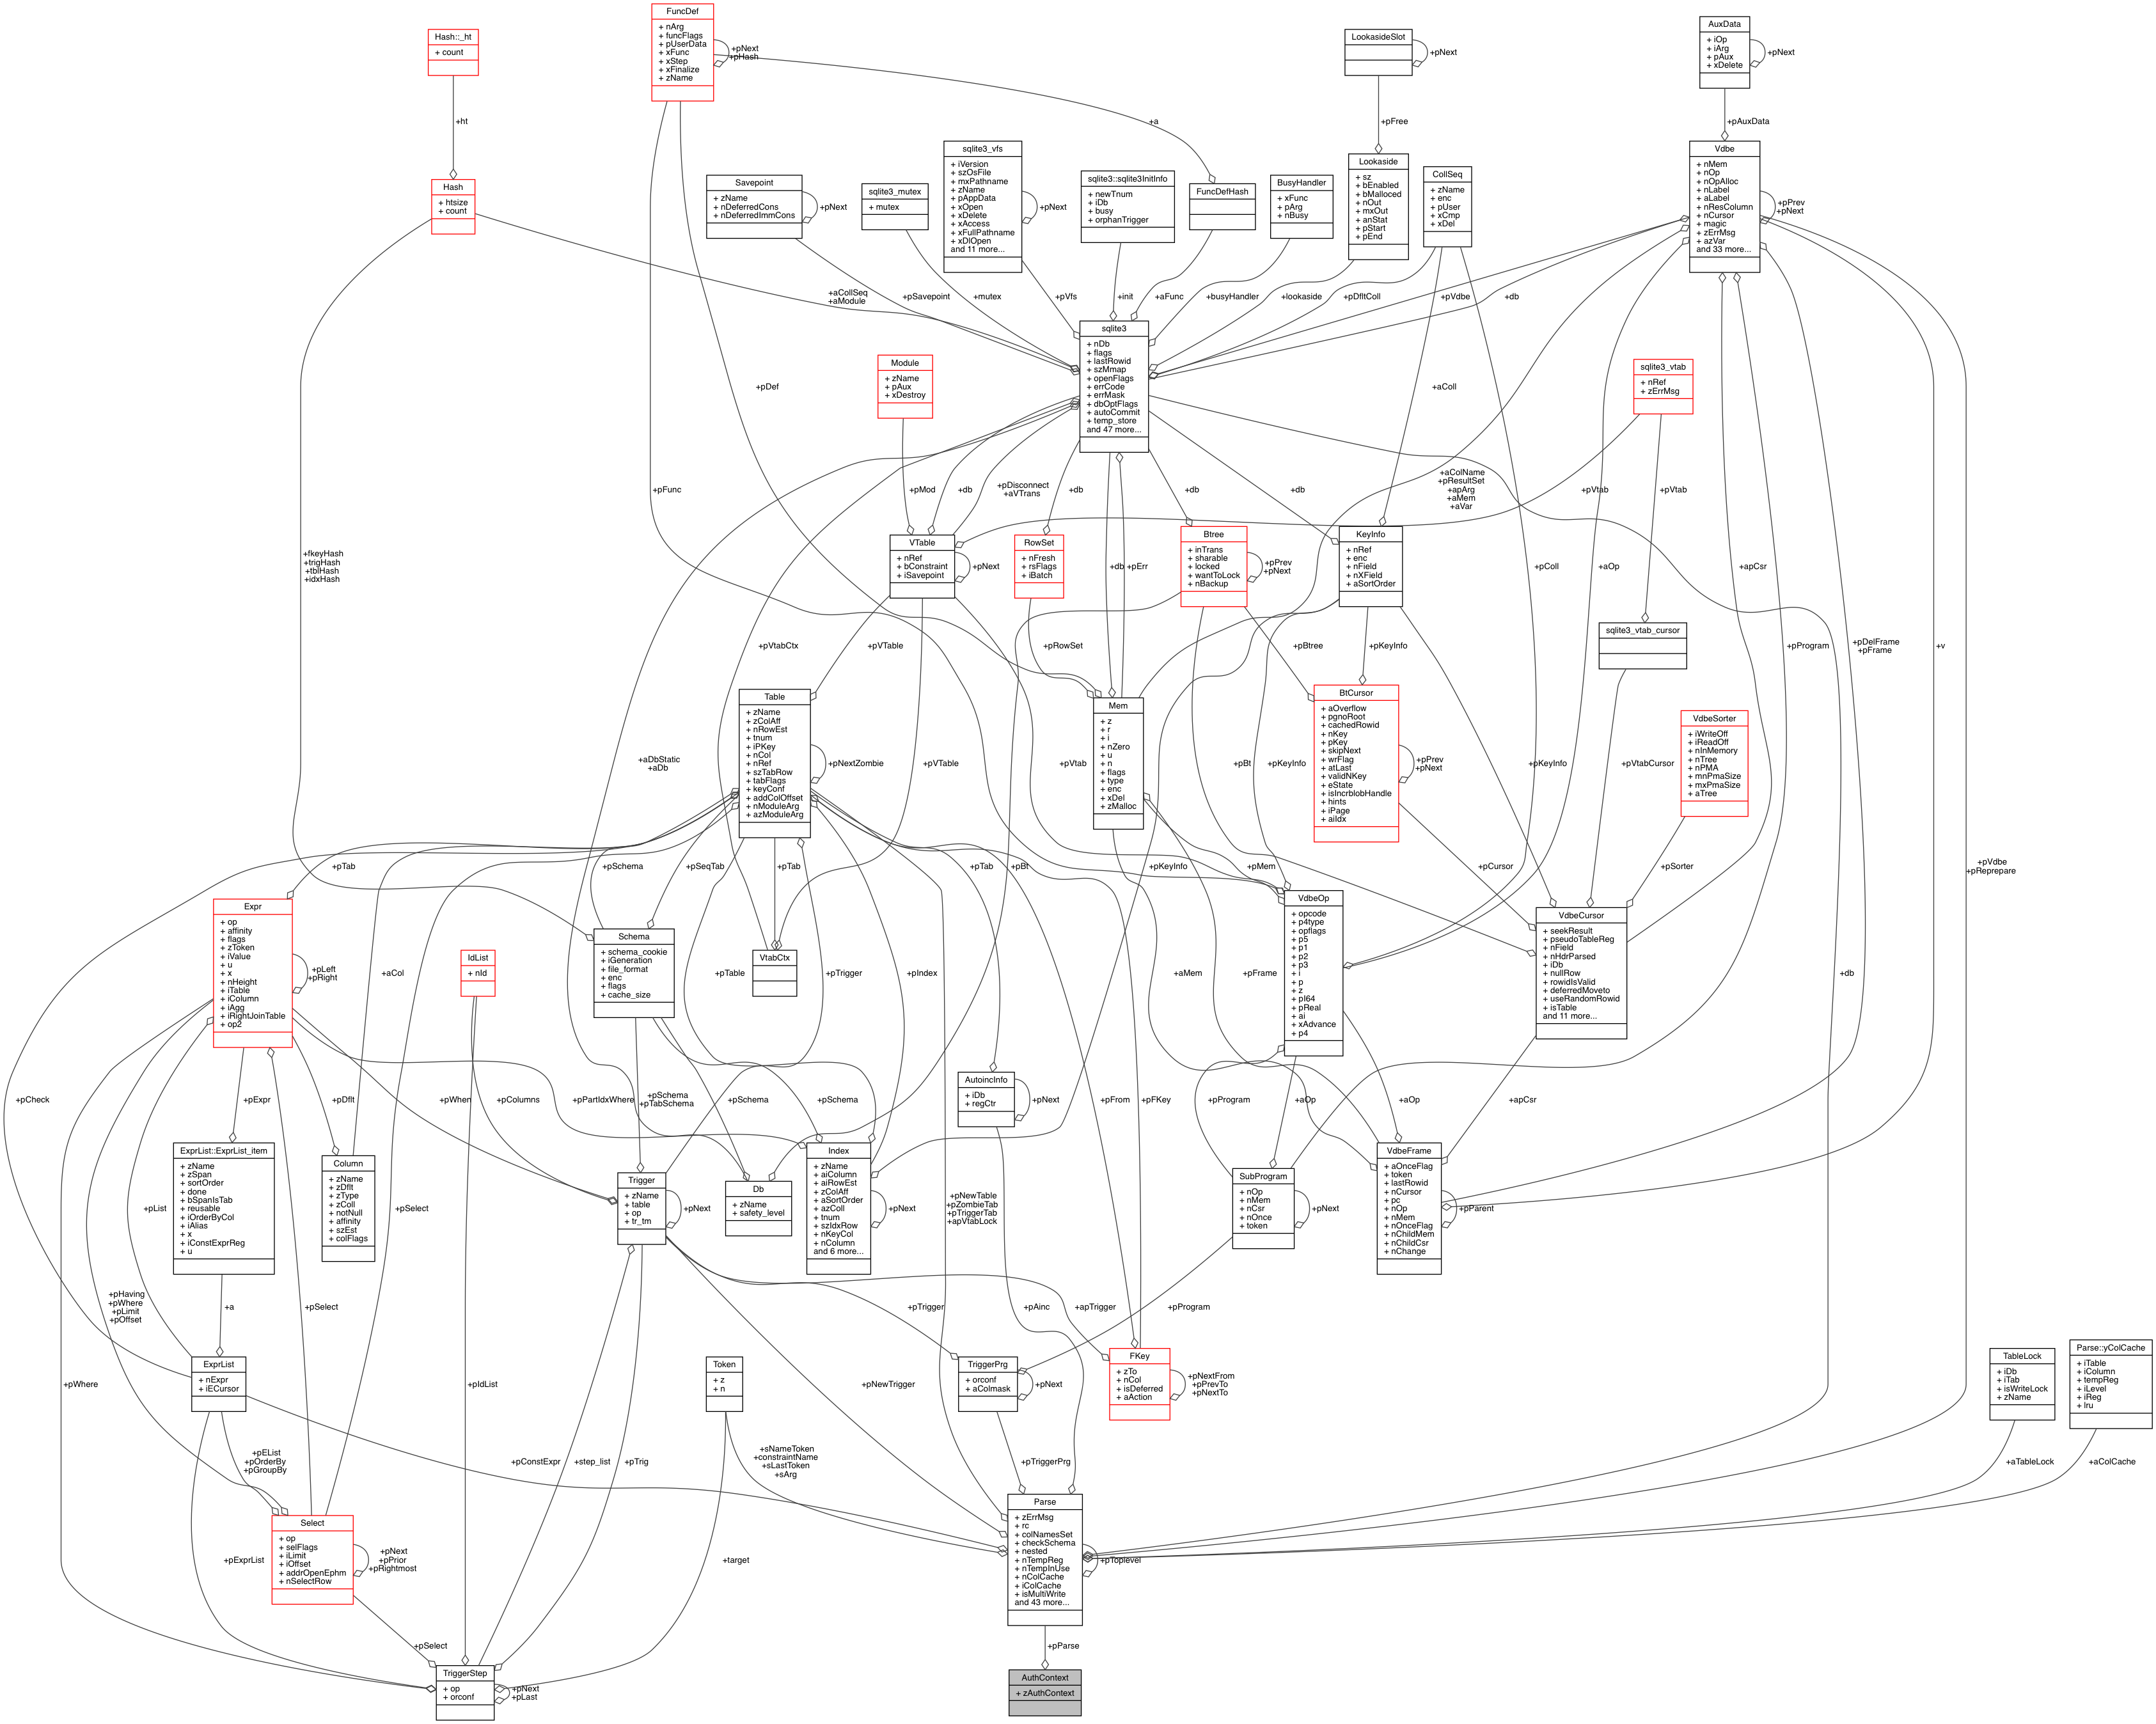 FuncDef
+ nArg
+ funcFlags
+ pUserData
+ xFunc
+ xStep
+ xFinalize
+ zName
+pNext
+pHash
Hash::_ht
+ count
LookasideSlot
+pNext
AuxData
+ iOp
+ iArg
+ pAux
+ xDelete
+pNext
+ht
+a
+pFree
+pAuxData
Hash
+ htsize
+ count
Savepoint
+ zName
+ nDeferredCons
+ nDeferredImmCons
+pNext
sqlite3_mutex
+ mutex
sqlite3_vfs
+ iVersion
+ szOsFile
+ mxPathname
+ zName
+ pAppData
+ xOpen
+ xDelete
+ xAccess
+ xFullPathname
+ xDlOpen
and 11 more...
+pNext
sqlite3::sqlite3InitInfo
+ newTnum
+ iDb
+ busy
+ orphanTrigger
FuncDefHash
BusyHandler
+ xFunc
+ pArg
+ nBusy
Lookaside
+ sz
+ bEnabled
+ bMalloced
+ nOut
+ mxOut
+ anStat
+ pStart
+ pEnd
CollSeq
+ zName
+ enc
+ pUser
+ xCmp
+ xDel
Vdbe
+ nMem
+ nOp
+ nOpAlloc
+ nLabel
+ aLabel
+ nResColumn
+ nCursor
+ magic
+ zErrMsg
+ azVar
and 33 more...
+pPrev
+pNext
+aCollSeq
+aModule
+pSavepoint
+mutex
+pVfs
+init
+aFunc
+busyHandler
+lookaside
+pDfltColl
+pVdbe
+db
sqlite3
+ nDb
+ flags
+ lastRowid
+ szMmap
+ openFlags
+ errCode
+ errMask
+ dbOptFlags
+ autoCommit
+ temp_store
and 47 more...
Module
+ zName
+ pAux
+ xDestroy
sqlite3_vtab
+ nRef
+ zErrMsg
+pDef
+aColl
+pFunc
+pMod
+db
+pDisconnect
+aVTrans
+db
+db
+db
+aColName
+pResultSet
+apArg
+aMem
+aVar
+pVtab
+pVtab
+fkeyHash
+trigHash
+tblHash
+idxHash
VTable
+ nRef
+ bConstraint
+ iSavepoint
+pNext
RowSet
+ nFresh
+ rsFlags
+ iBatch
+db
+pErr
Btree
+ inTrans
+ sharable
+ locked
+ wantToLock
+ nBackup
+pPrev
+pNext
KeyInfo
+ nRef
+ enc
+ nField
+ nXField
+ aSortOrder
+pColl
+aOp
+apCsr
sqlite3_vtab_cursor
+pVtabCtx
+pVTable
+pRowSet
+pBtree
+pKeyInfo
+pDelFrame
+pFrame
+pProgram
+v
Table
+ zName
+ zColAff
+ nRowEst
+ tnum
+ iPKey
+ nCol
+ nRef
+ szTabRow
+ tabFlags
+ keyConf
+ addColOffset
+ nModuleArg
+ azModuleArg
+pNextZombie
Mem
+ z
+ r
+ i
+ nZero
+ u
+ n
+ flags
+ type
+ enc
+ xDel
+ zMalloc
BtCursor
+ aOverflow
+ pgnoRoot
+ cachedRowid
+ nKey
+ pKey
+ skipNext
+ wrFlag
+ atLast
+ validNKey
+ eState
+ isIncrblobHandle
+ hints
+ iPage
+ aiIdx
+pPrev
+pNext
VdbeSorter
+ iWriteOff
+ iReadOff
+ nInMemory
+ nTree
+ nPMA
+ mnPmaSize
+ mxPmaSize
+ aTree
+aDbStatic
+aDb
+pVTable
+pVtab
+pBt
+pKeyInfo
+pKeyInfo
+pVtabCursor
+pTab
+pSchema
+pSeqTab
+pTab
+pTab
+pBt
+pKeyInfo
+pMem
+pCursor
+pSorter
+pVdbe
+pReprepare
Expr
+ op
+ affinity
+ flags
+ zToken
+ iValue
+ u
+ x
+ nHeight
+ iTable
+ iColumn
+ iAgg
+ iRightJoinTable
+ op2
+pLeft
+pRight
IdList
+ nId
Schema
+ schema_cookie
+ iGeneration
+ file_format
+ enc
+ flags
+ cache_size
VtabCtx
VdbeOp
+ opcode
+ p4type
+ opflags
+ p5
+ p1
+ p2
+ p3
+ i
+ p
+ z
+ pI64
+ pReal
+ ai
+ xAdvance
+ p4
VdbeCursor
+ seekResult
+ pseudoTableReg
+ nField
+ nHdrParsed
+ iDb
+ nullRow
+ rowidIsValid
+ deferredMoveto
+ useRandomRowid
+ isTable
and 11 more...
+aCol
+pTable
+pTrigger
+pIndex
+aMem
+pFrame
+db
+pCheck
+pExpr
+pDflt
+pWhen
+pColumns
+pPartIdxWhere
+pSchema
+pTabSchema
+pSchema
+pSchema
AutoincInfo
+ iDb
+ regCtr
+pNext
+pFrom
+pFKey
+pProgram
+aOp
+aOp
+apCsr
ExprList::ExprList_item
+ zName
+ zSpan
+ sortOrder
+ done
+ bSpanIsTab
+ reusable
+ iOrderByCol
+ iAlias
+ x
+ iConstExprReg
+ u
Column
+ zName
+ zDflt
+ zType
+ zColl
+ notNull
+ affinity
+ szEst
+ colFlags
Trigger
+ zName
+ table
+ op
+ tr_tm
+pNext
Db
+ zName
+ safety_level
Index
+ zName
+ aiColumn
+ aiRowEst
+ zColAff
+ aSortOrder
+ azColl
+ tnum
+ szIdxRow
+ nKeyCol
+ nColumn
and 6 more...
+pNext
SubProgram
+ nOp
+ nMem
+ nCsr
+ nOnce
+ token
+pNext
VdbeFrame
+ aOnceFlag
+ token
+ lastRowid
+ nCursor
+ pc
+ nOp
+ nMem
+ nOnceFlag
+ nChildMem
+ nChildCsr
+ nChange
+pParent
+pList
+pSelect
+pNewTable
+pZombieTab
+pTriggerTab
+apVtabLock
+pHaving
+pWhere
+pLimit
+pOffset
+a
+pSelect
+pTrigger
+pAinc
+apTrigger
+pProgram
ExprList
+ nExpr
+ iECursor
+pWhere
+pIdList
Token
+ z
+ n
+pNewTrigger
TriggerPrg
+ orconf
+ aColmask
+pNext
FKey
+ zTo
+ nCol
+ isDeferred
+ aAction
+pNextFrom
+pPrevTo
+pNextTo
TableLock
+ iDb
+ iTab
+ isWriteLock
+ zName
Parse::yColCache
+ iTable
+ iColumn
+ tempReg
+ iLevel
+ iReg
+ lru
+pEList
+pOrderBy
+pGroupBy
+pConstExpr
+step_list
+pTrig
+sNameToken
+constraintName
+sLastToken
+sArg
+pTriggerPrg
+aTableLock
+aColCache
Select
+ op
+ selFlags
+ iLimit
+ iOffset
+ addrOpenEphm
+ nSelectRow
+pNext
+pPrior
+pRightmost
+pExprList
+target
Parse
+ zErrMsg
+ rc
+ colNamesSet
+ checkSchema
+ nested
+ nTempReg
+ nTempInUse
+ nColCache
+ iColCache
+ isMultiWrite
and 43 more...
+pToplevel
+pSelect
+pParse
TriggerStep
+ op
+ orconf
+pNext
+pLast
AuthContext
+ zAuthContext